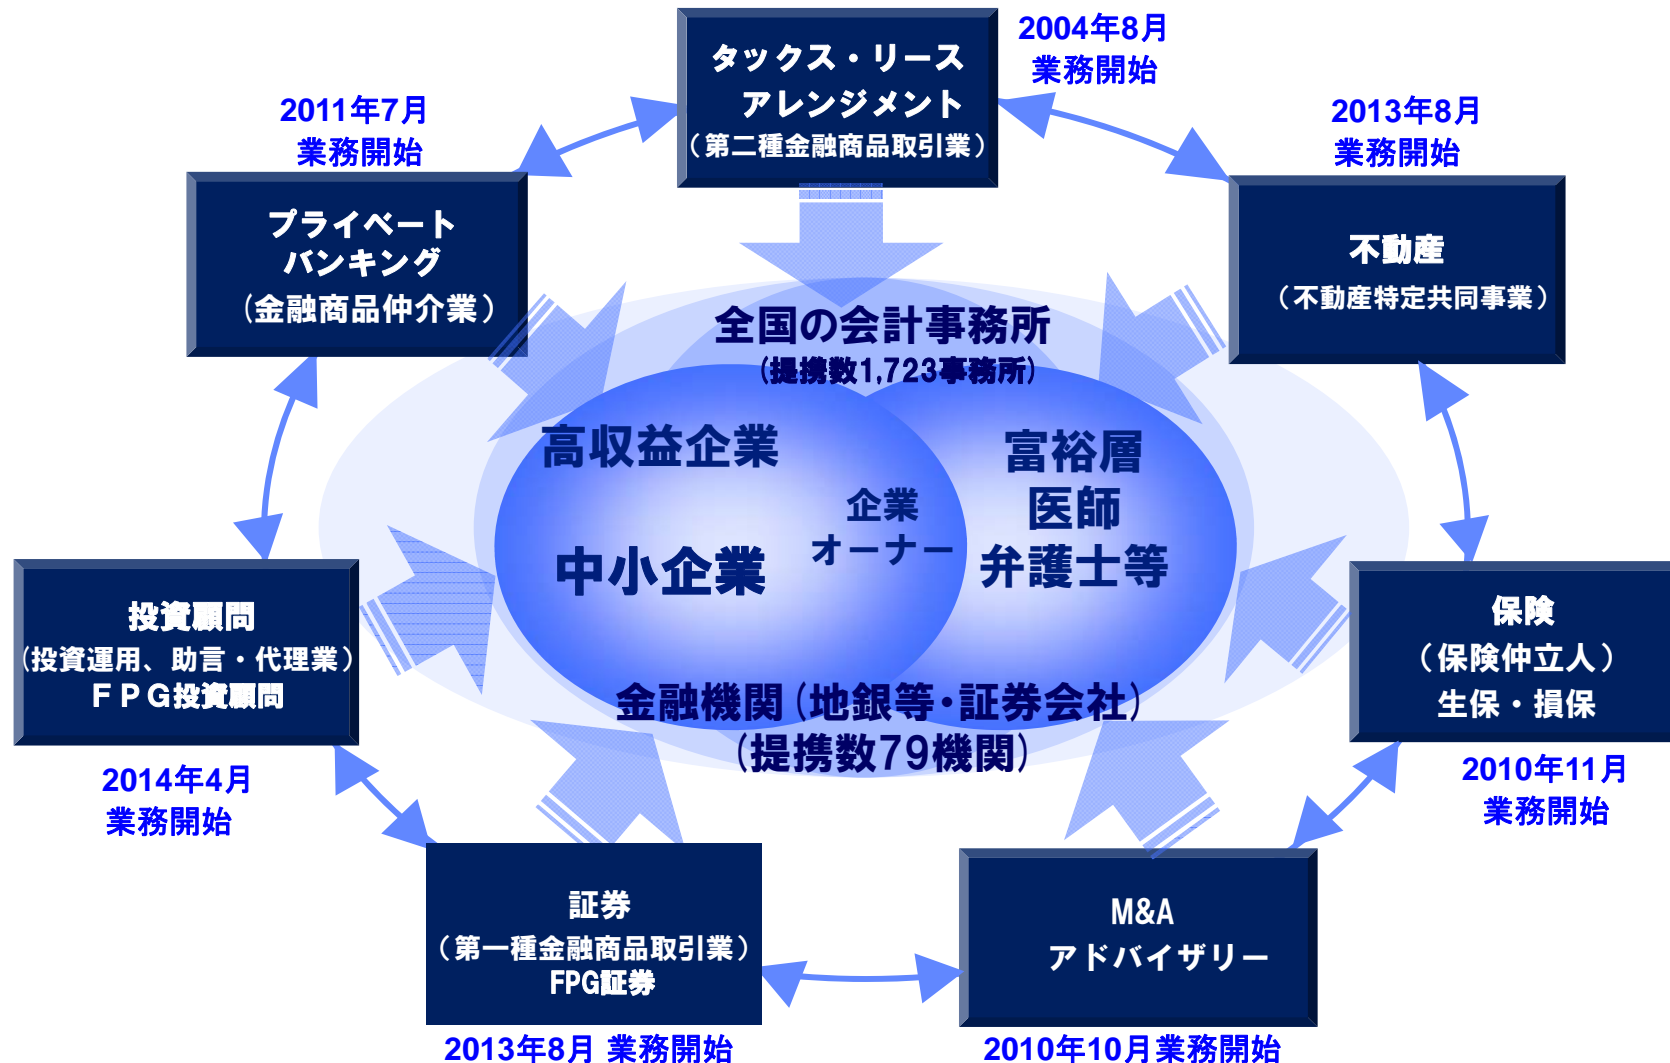 タックス・リース
アレンジメント
（第二種金融商品取引業）
2004年8月
業務開始
2011年7月
業務開始
プライベート
バンキング
（金融商品仲介業）
2013年8月
業務開始
不動産
（不動産特定共同事業）
全国の会計事務所
(提携数1,723事務所)
高収益企業
中小企業
企業
オーナー
富裕層
医師
弁護士等
金融機関（地銀等・証券会社）
(提携数79機関)
投資顧問
（投資運用、助言・代理業）
ＦＰＧ投資顧問
2014年4月
業務開始
保険
（保険仲立人）
生保・損保
2010年11月
業務開始
証券
（第一種金融商品取引業）
FPG証券
2013年8月 業務開始
M&A
アドバイザリー
2010年10月業務開始